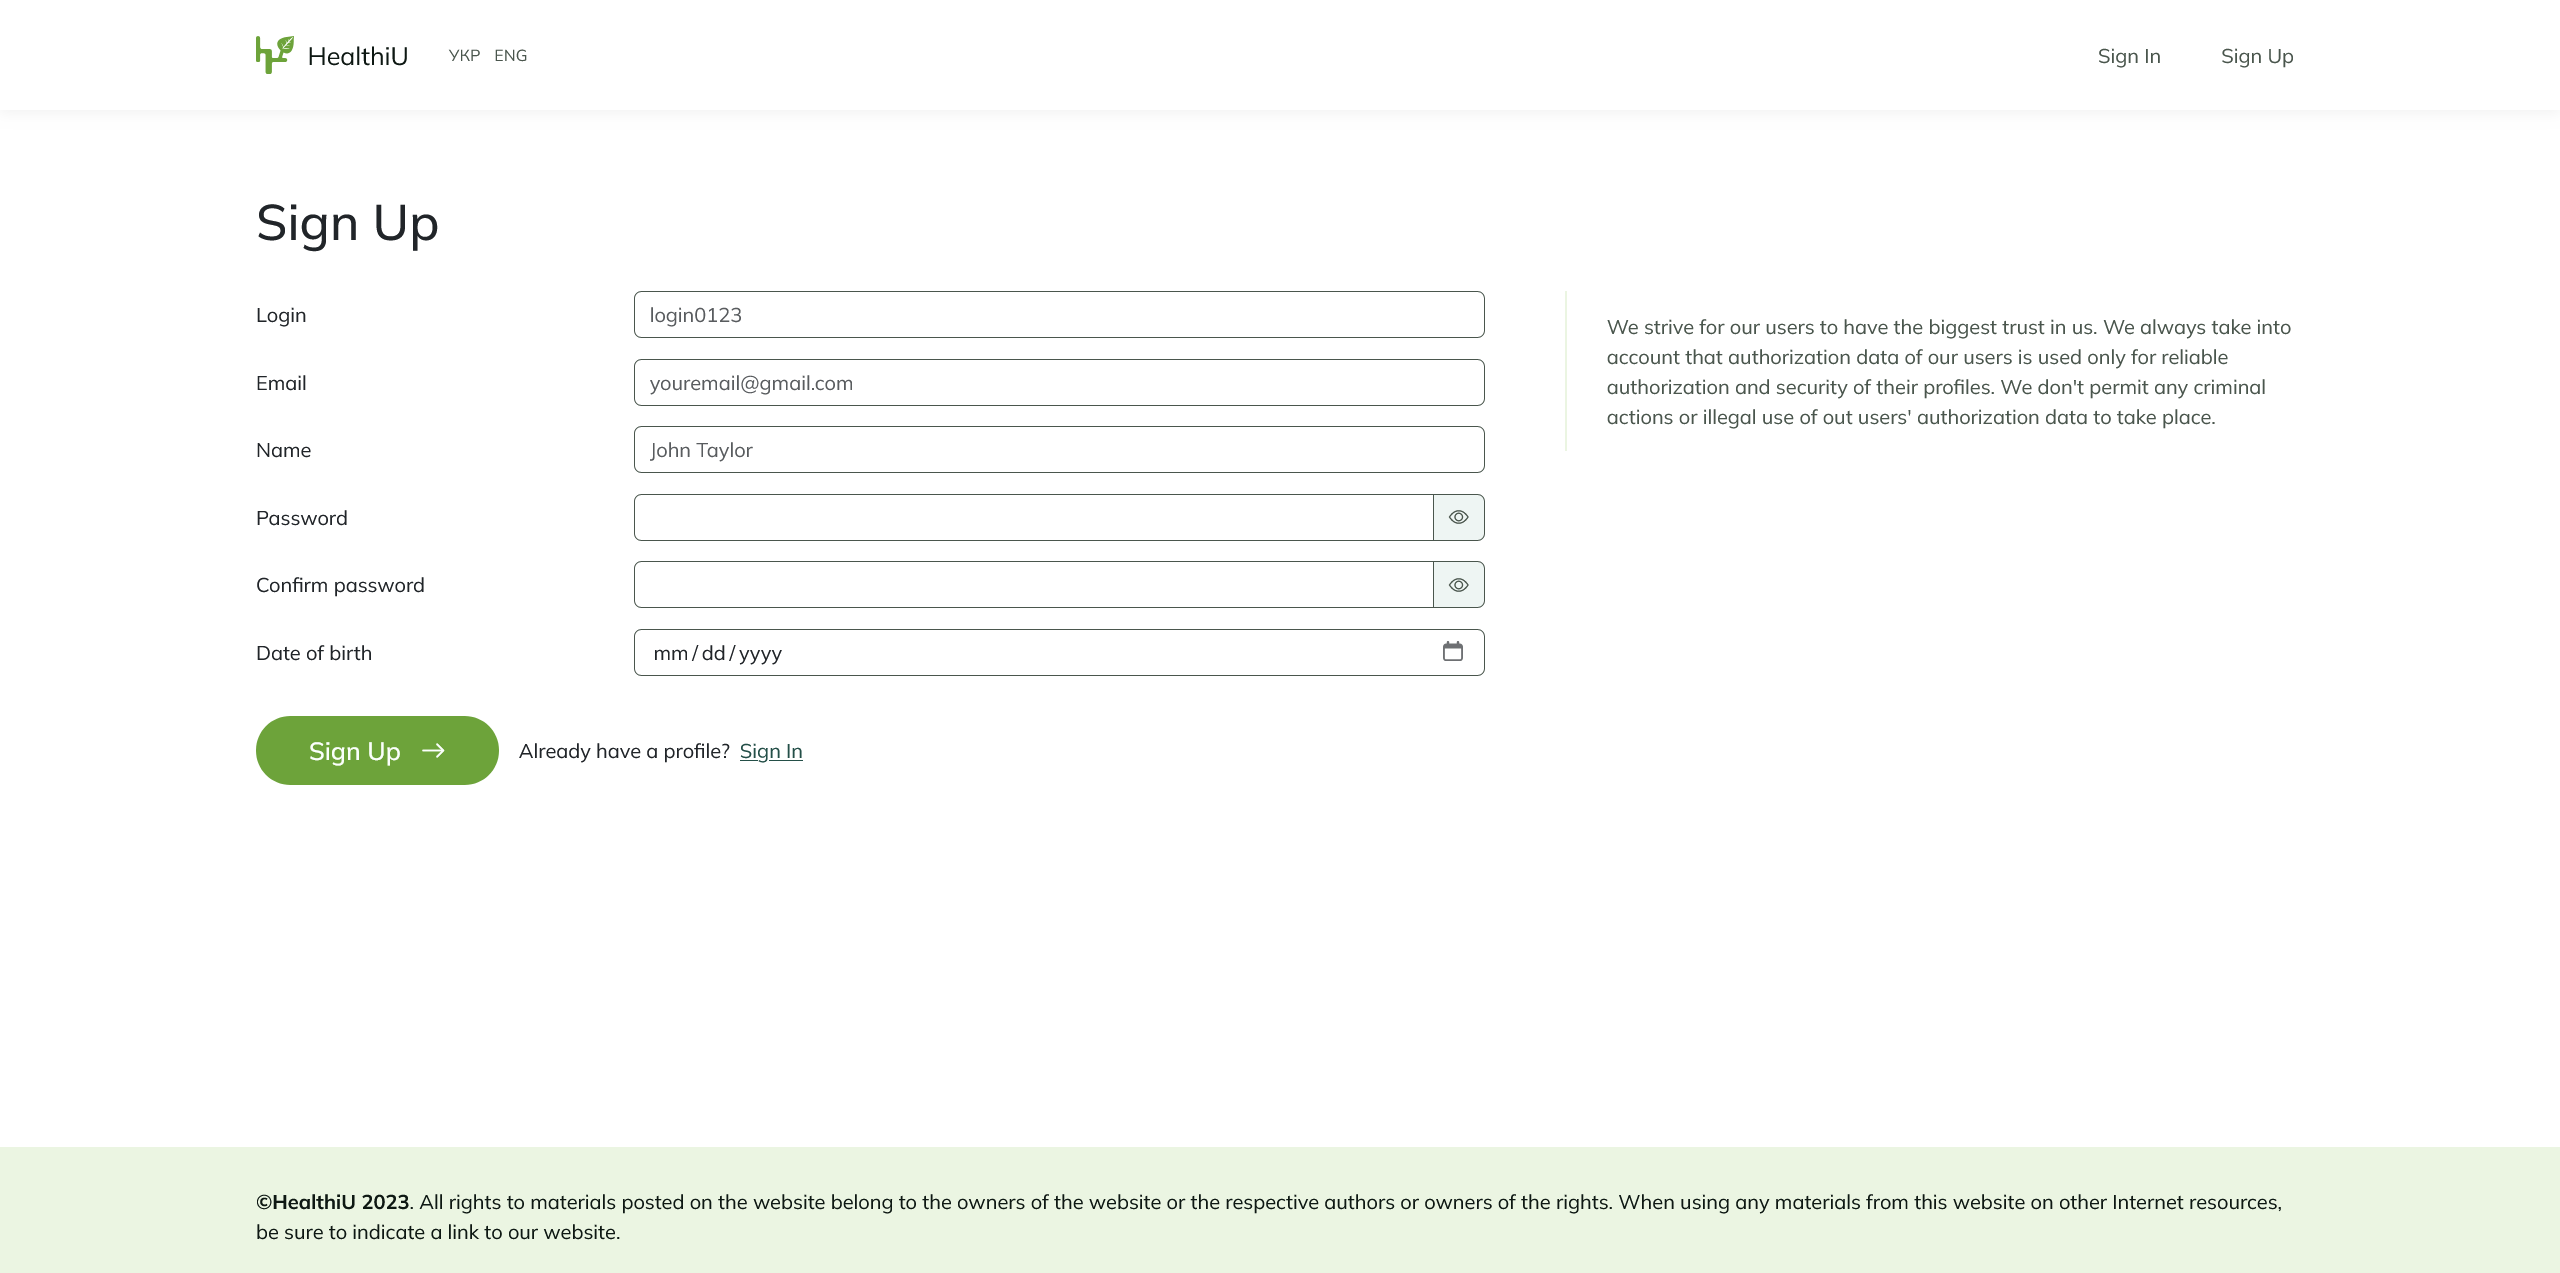 HealthiU
УКР ENG
Sign In
Sign Up
Sign Up
Login
login0123
Email
youremail@gmail.com
Name
John Taylor
Password
Confirm password
Date of birth
mm/dd/yyyy
Sign Up →
Already have a profile? Sign In
We strive for our users to have the biggest trust in us. We always take into
account that authorization data of our users is used only for reliable
authorization and security of their profiles. We don't permit any criminal
actions or illegal use of out users' authorization data to take place.
©HealthiU 2023. All rights to materials posted on the website belong to the owners of the website or the respective authors or owners of the rights. When using any materials from this website on other Internet resources,
be sure to indicate a link to our website.